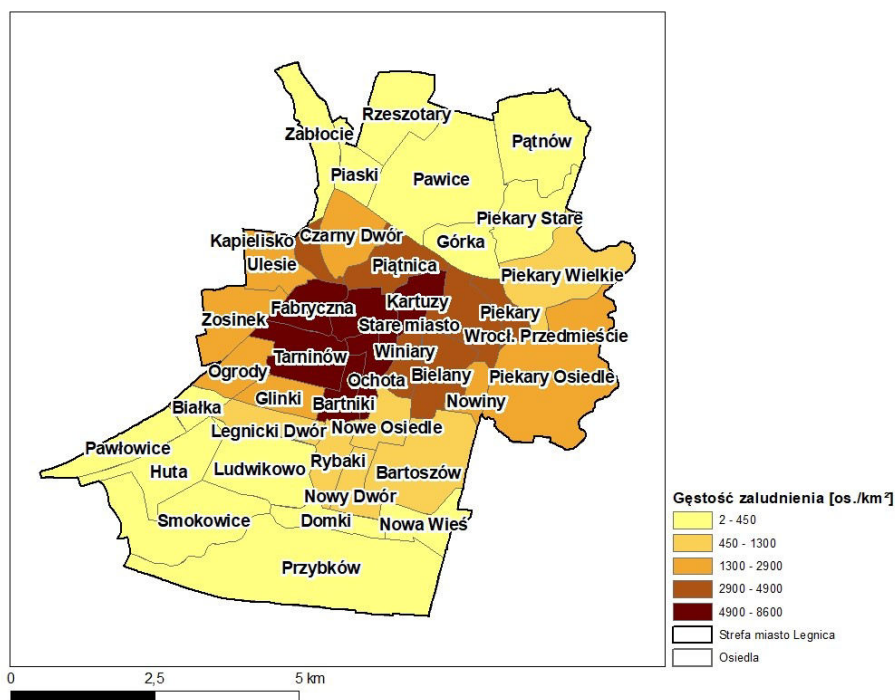 Rzeszotary
Zabłocie
Pątnów
Piaski
Pawice
Piekary Stare
Kąpielisko
Czarny Dwór
Górka
Ulesie
Piątnica
Piekary Wielkie
Fabryczna
Kartuzy
Zosinek
Stare miasto
Piekary
Wrocł. Przedmieście
Tarninów
Winiary
Ogrody
Ochota
Bielany
Piekary Osiedle
Glinki
Bartniki
Nowiny
Białka
Legnicki Dwór
Nowe Osiedle
Pawłowice
Huta
Ludwikowo
Rybaki
Bartoszów
Nowy Dwór
Smokowice
Domki
Nowa Wieś
Przybków
Gęstość zaludnienia [os./km²]
2 - 450
450 - 1300
1300 - 2900
2900 - 4900
4900 - 8600
Strefa miasto Legnica
Osiedla
0 2,5 5 km